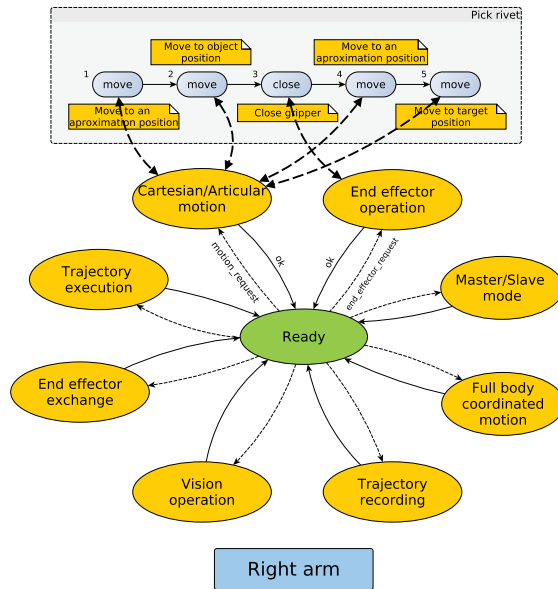 Pick rivet
Move to object
position
Move to an
aproximation position
1
move
2
move
3
close
4
move
5
move
Move to an
aproximation position
Close gripper
Move to target
position
Cartesian/Articular
motion
End effector
operation
motion_request
ok
ok
end_effector_request
Trajectory
execution
Master/Slave
mode
Ready
End effector
exchange
Full body
coordinated
motion
Vision
operation
Trajectory
recording
Right arm